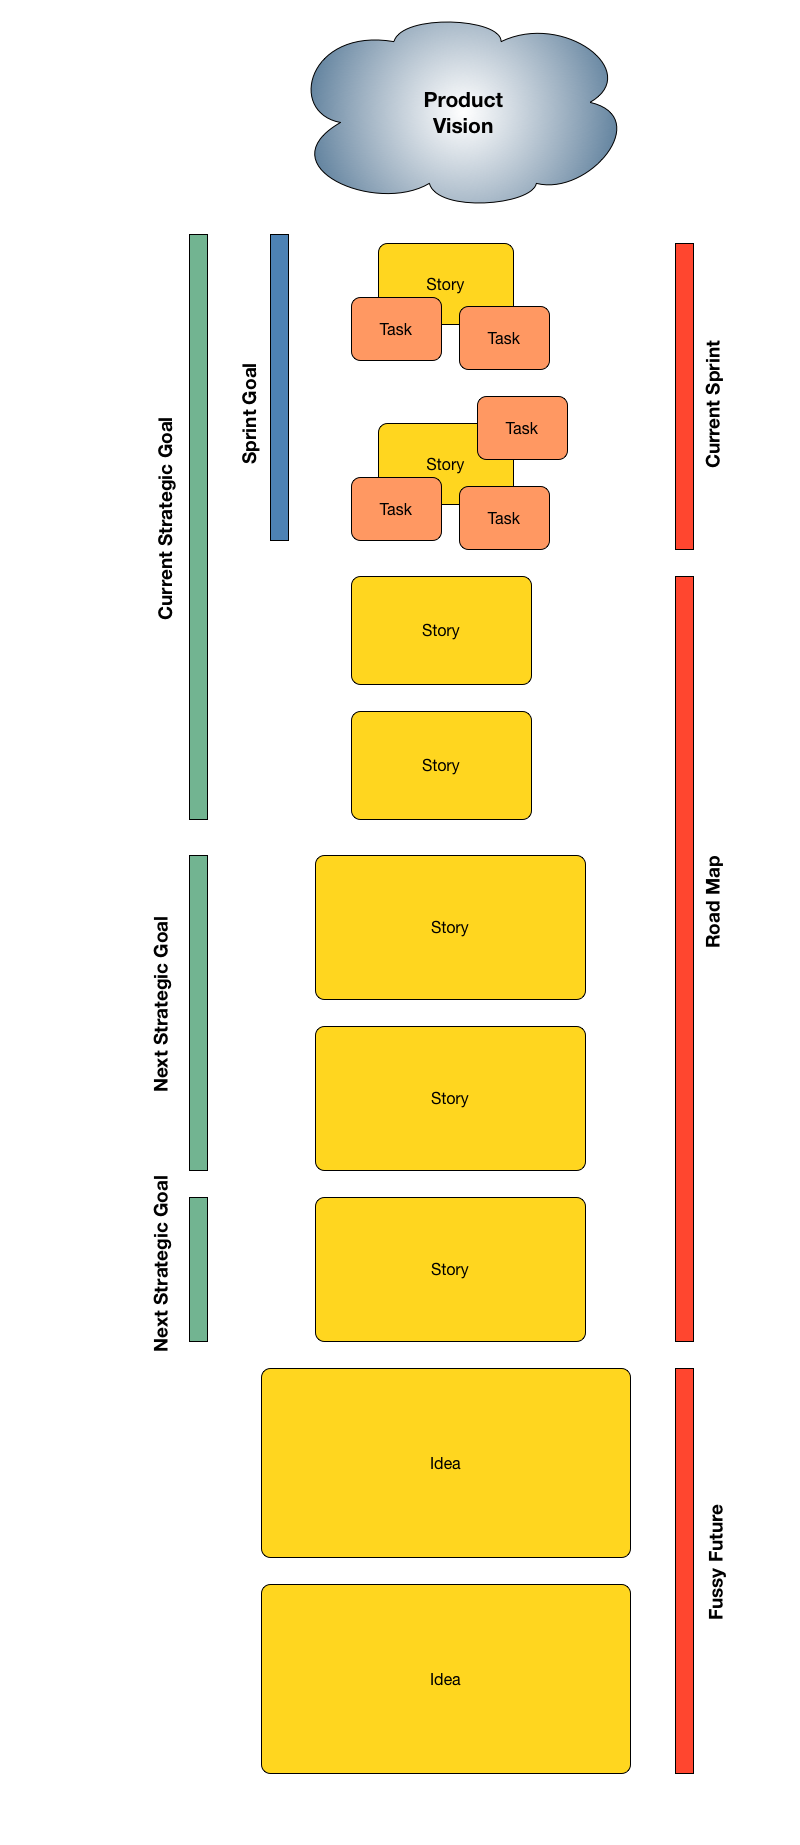 Product
Vision
Current Strategic Goal
Sprint Goal
Story
Task
Task
Current Sprint
Task
Story
Task
Task
Story
Story
Road Map
Next Strategic Goal
Story
Story
Next Strategic Goal
Story
Idea
Fussy Future
Idea